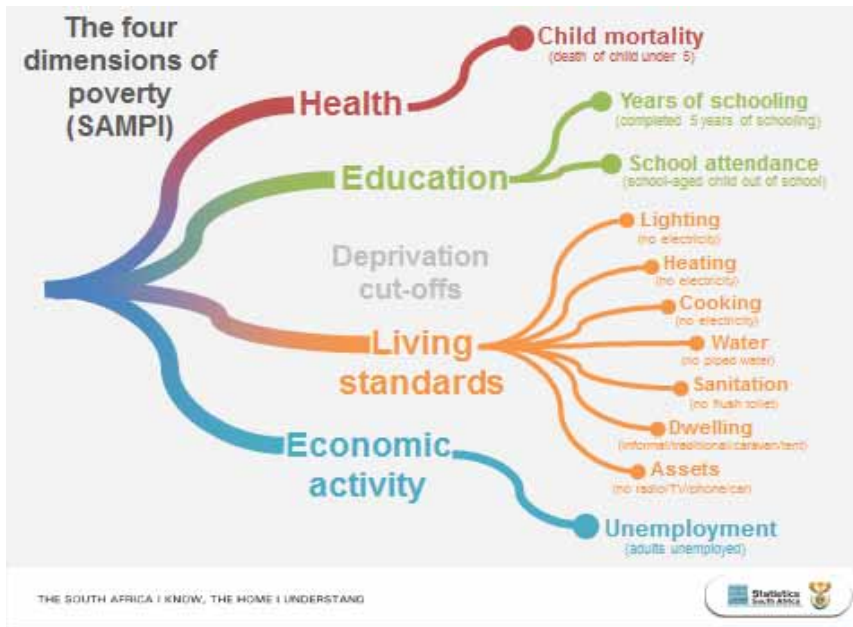 The four
dimensions of
poverty
(SAMPI)
Health
Child mortality
(death of child under 5)
Education
Years of schooling
(completed 5 years of schooling)
School attendance
(school-aged child out of school)
Deprivation
cut-offs
Living
standards
Lighting
(no electricity)
Heating
(no electricity)
Cooking
(no electricity)
Water
(no piped water)
Sanitation
(no flush toilet)
Dwelling
(informal/traditional/caravan/tent)
Assets
(no radio/TV/phone/car)
Economic
activity
Unemployment
(adults unemployed)
THE SOUTH AFRICA I KNOW, THE HOME I UNDERSTAND
Statistics
South Africa